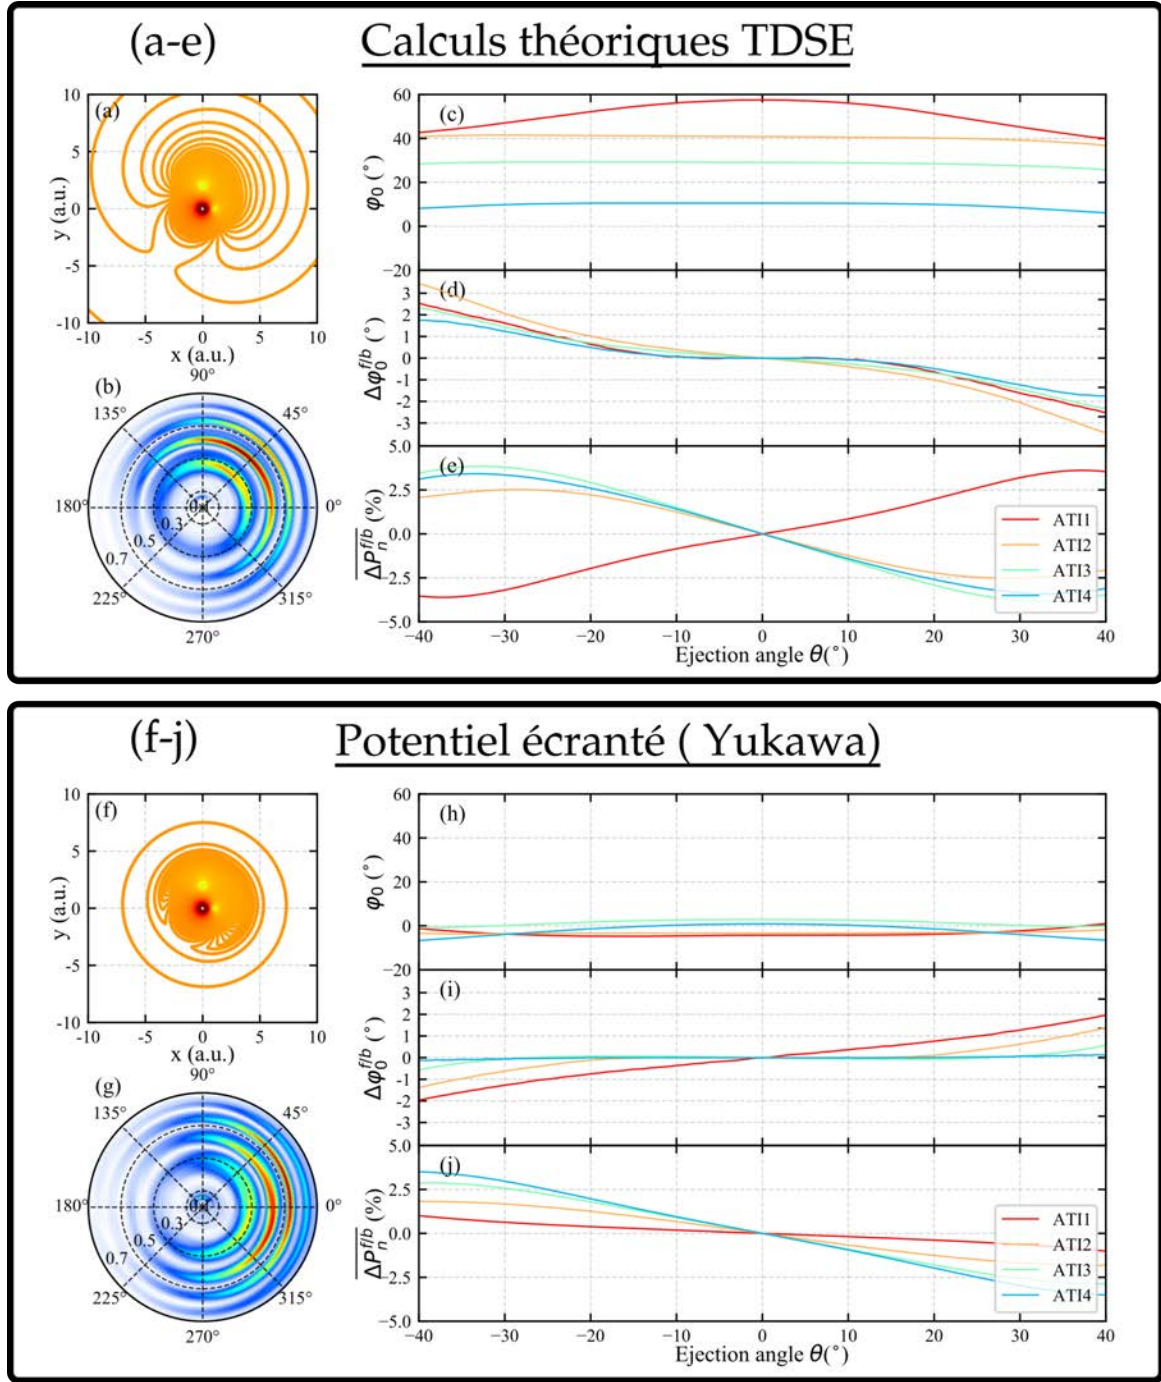 (a-e) Calculs théoriques TDSE
(a)
10
5
0
-5
-10
y (a.u.)
-10 -5 0 5 10
x (a.u.)
(b)
90°
135° 45°
180° 0°
0.3
0.5
0.7
225° 315°
270°
(c)
60
40
20
0
−20
φ₀ (°)
(d)
3
2
1
0
-1
-2
-3
Δφ₀^{f/b} (°)
(e)
5.0
2.5
0.0
−2.5
−5.0
ΔPₙ^{f/b} (%)
ATI1
ATI2
ATI3
ATI4
−40 −30 −20 −10 0 10 20 30 40
Ejection angle θ(°)
(f-j) Potentiel écranté ( Yukawa)
(f)
10
5
0
-5
-10
y (a.u.)
-10 -5 0 5 10
x (a.u.)
(g)
90°
135° 45°
180° 0°
0.3
0.5
0.7
225° 315°
270°
(h)
60
40
20
0
−20
φ₀ (°)
(i)
3
2
1
0
-1
-2
-3
Δφ₀^{f/b} (°)
(j)
5.0
2.5
0.0
−2.5
−5.0
ΔPₙ^{f/b} (%)
ATI1
ATI2
ATI3
ATI4
−40 −30 −20 −10 0 10 20 30 40
Ejection angle θ(°)